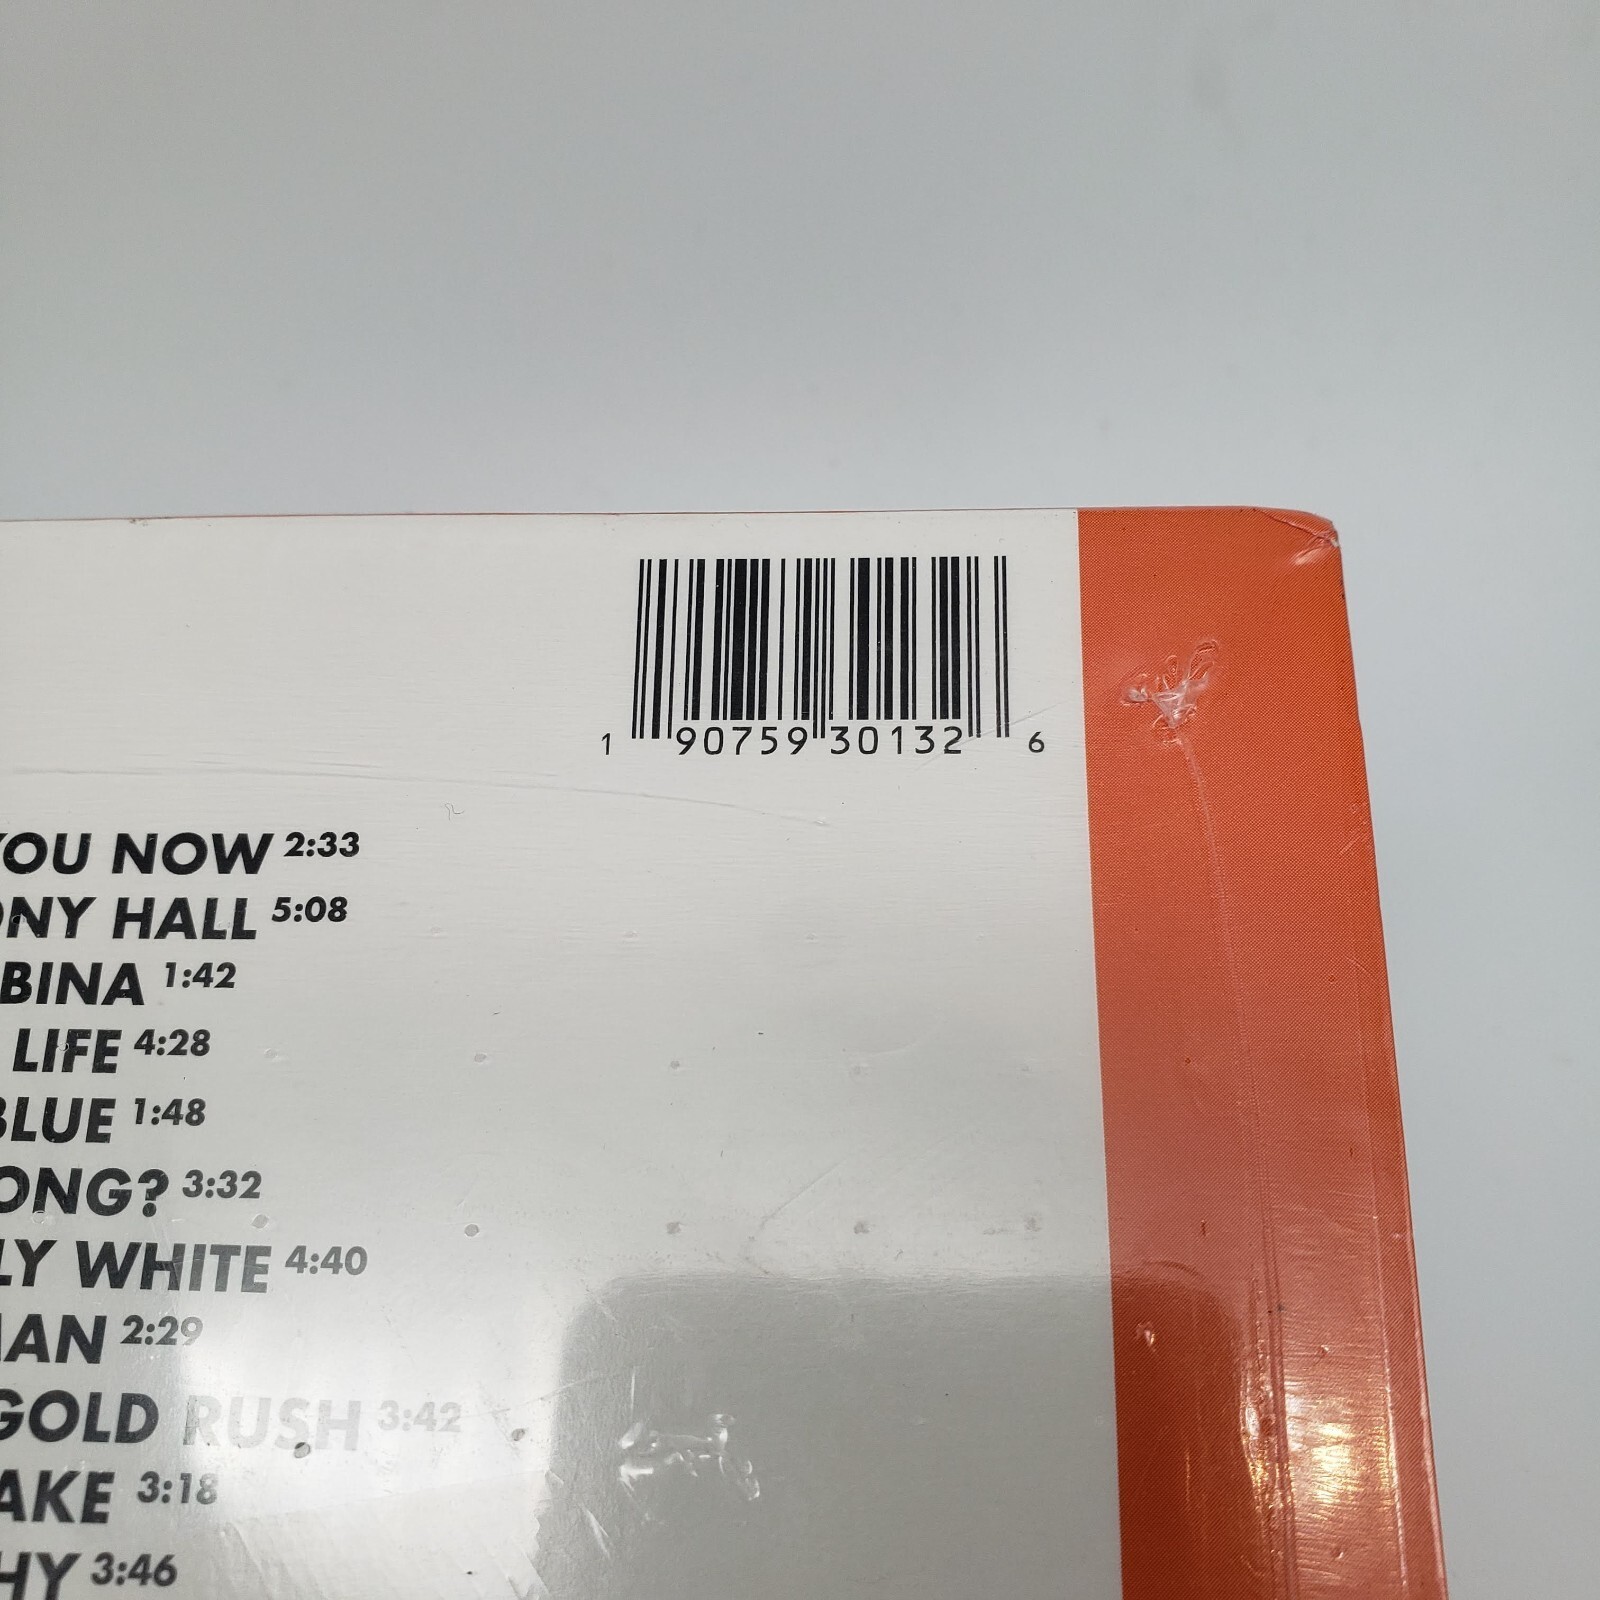 1 90759 30132 6
YOU NOW 2:33
ONY HALL 5:08
BINA 1:42
LIFE 4:28
BLUE 1:48
ONG? 3:32
LY WHITE 4:40
AN 2:29
GOLD RUSH 3:42
AKE 3:18
HY 3:46